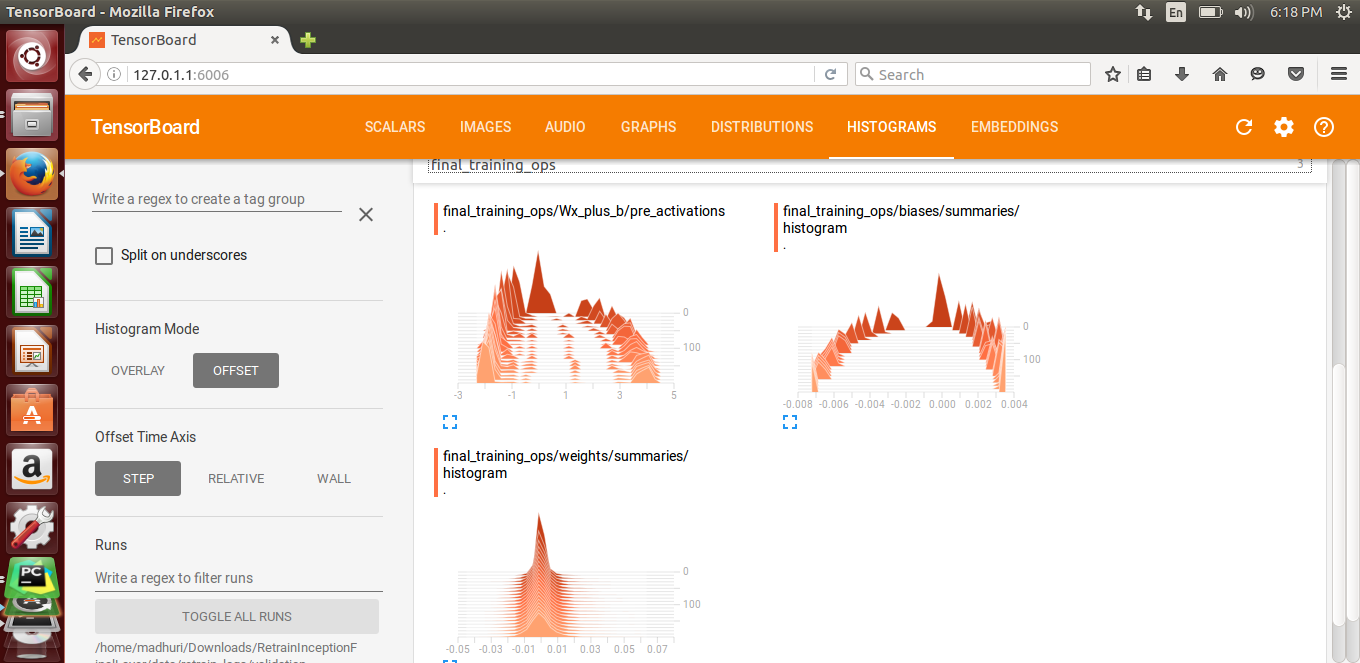 TensorBoard - Mozilla Firefox
En
6:18 PM
TensorBoard
127.0.1.1:6006
Search
TensorBoard
SCALARS
IMAGES
AUDIO
GRAPHS
DISTRIBUTIONS
HISTOGRAMS
EMBEDDINGS
Write a regex to create a tag group
Split on underscores
Histogram Mode
OVERLAY
OFFSET
Offset Time Axis
STEP
RELATIVE
WALL
Runs
Write a regex to filter runs
TOGGLE ALL RUNS
/home/madhuri/Downloads/RetrainInceptionF
final_training_ops
3
final_training_ops/Wx_plus_b/pre_activations
.
0
100
-3 -1 1 3 5
final_training_ops/biases/summaries/
histogram
.
0
100
-0.008 -0.006 -0.004 -0.002 0.000 0.002 0.004
final_training_ops/weights/summaries/
histogram
.
0
100
-0.05 -0.03 -0.01 0.01 0.03 0.05 0.07
PC
a